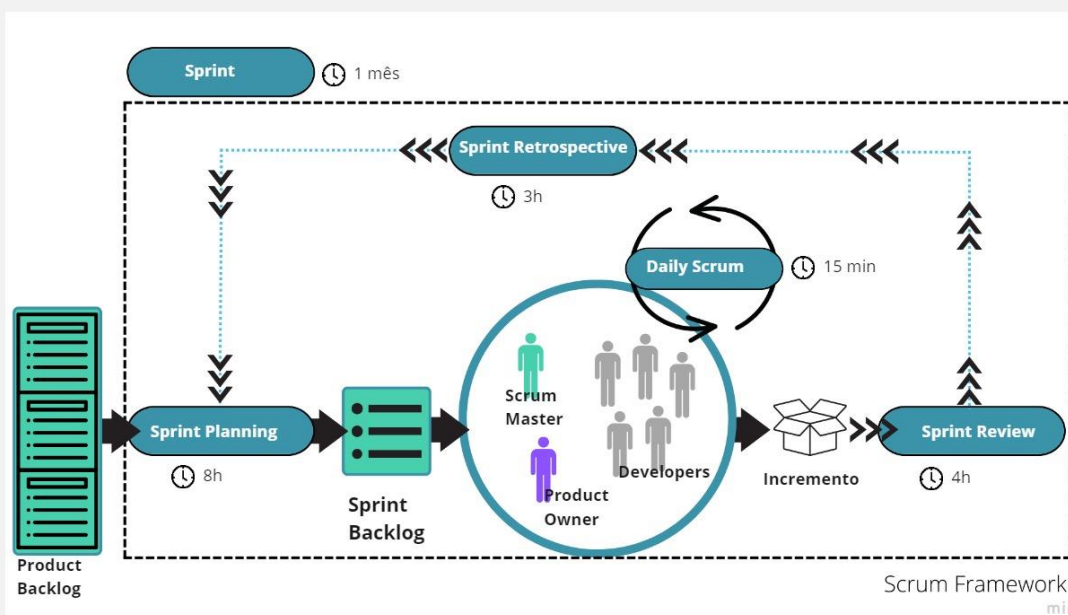 Sprint
1 mês
Sprint Retrospective
3h
Daily Scrum
15 min
Scrum
Master
Developers
Product
Owner
Sprint Planning
8h
Sprint
Backlog
Incremento
Sprint Review
4h
Product
Backlog
Scrum Framework
mi